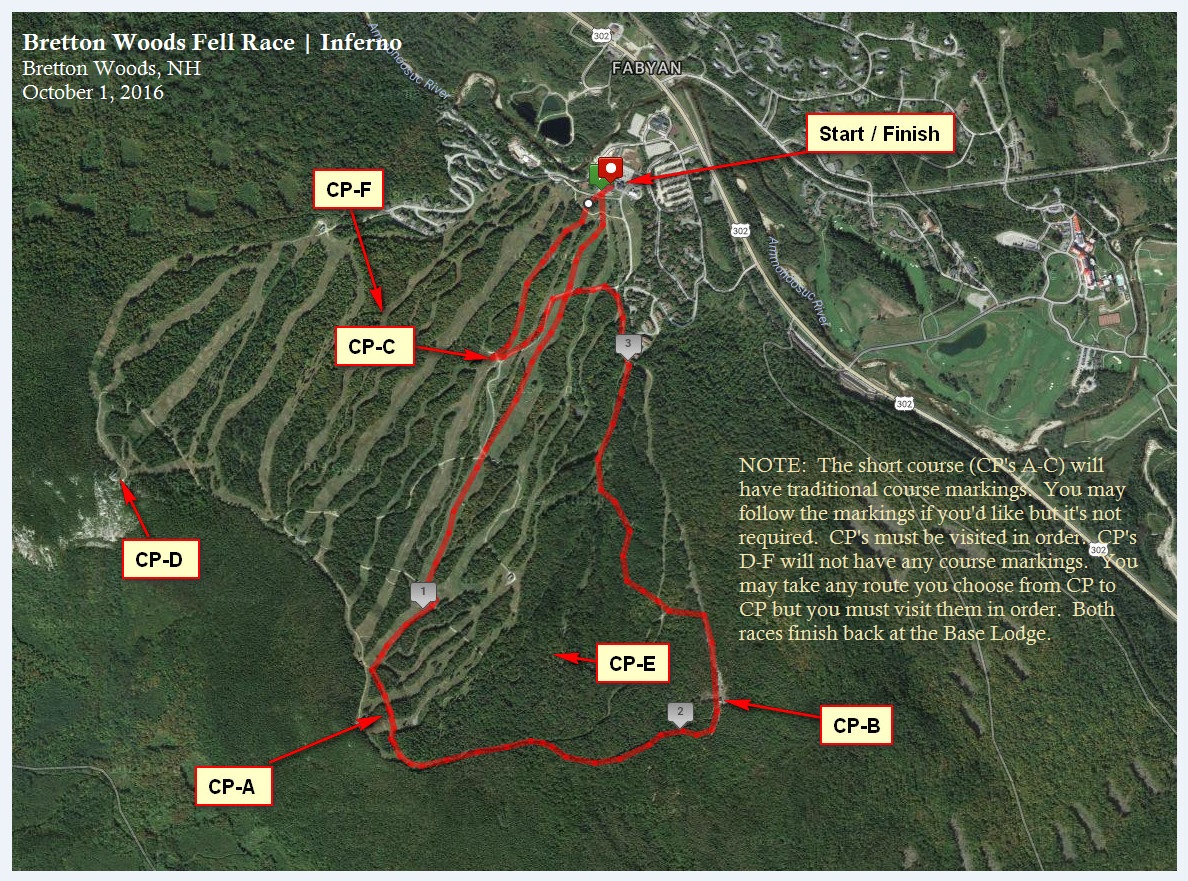 Bretton Woods Fell Race | Inferno
Bretton Woods, NH
October 1, 2016
Ammonoosuc River
302
FABYAN
Start / Finish
CP-F
302
Ammonoosuc River
CP-C
3
302
NOTE: The short course (CP's A-C) will
have traditional course markings. You may
follow the markings if you'd like but it's not
required. CP's must be visited in order. CP's
D-F will not have any course markings. You
may take any route you choose from CP to
CP but you must visit them in order. Both
races finish back at the Base Lodge.
302
CP-D
1
CP-E
2
CP-B
CP-A